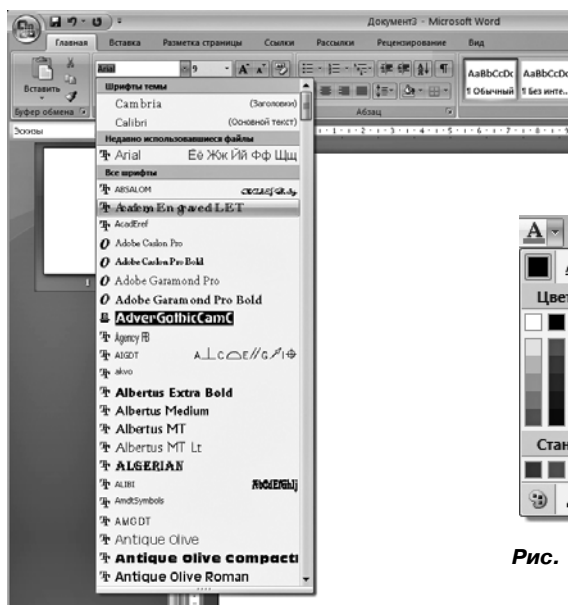 Документ3 - Microsoft Word
Главная Вставка Разметка страницы Ссылки Рассылки Рецензирование Вид
Вставить
Arial 9
AaBbCcDc AaBbCcDc
¶ Обычный ¶ Без инте...
Буфер обмена Абзац
Эскизы
Шрифты темы
Cambria (Заголовки)
Calibri (Основной текст)
Недавно использовавшиеся файлы
Arial Её Жж Йй Фф Щщ
Все шрифты
ABSALOM
Academ Engraved LET
AcadEref
Adobe Caslon Pro
Adobe Caslon Pro Bold
Adobe Garamond Pro
Adobe Garamond Pro Bold
AdverGothicCamC
Agency FB
AIGDT
akvo
Albertus Extra Bold
Albertus Medium
Albertus MT
Albertus MT Lt
ALGERIAN
ALIBI
AmdtSymbols
AMGDT
Antique Olive
Antique Olive Compact
Antique Olive Roman
1
А
Цвет
Стан
Рис.